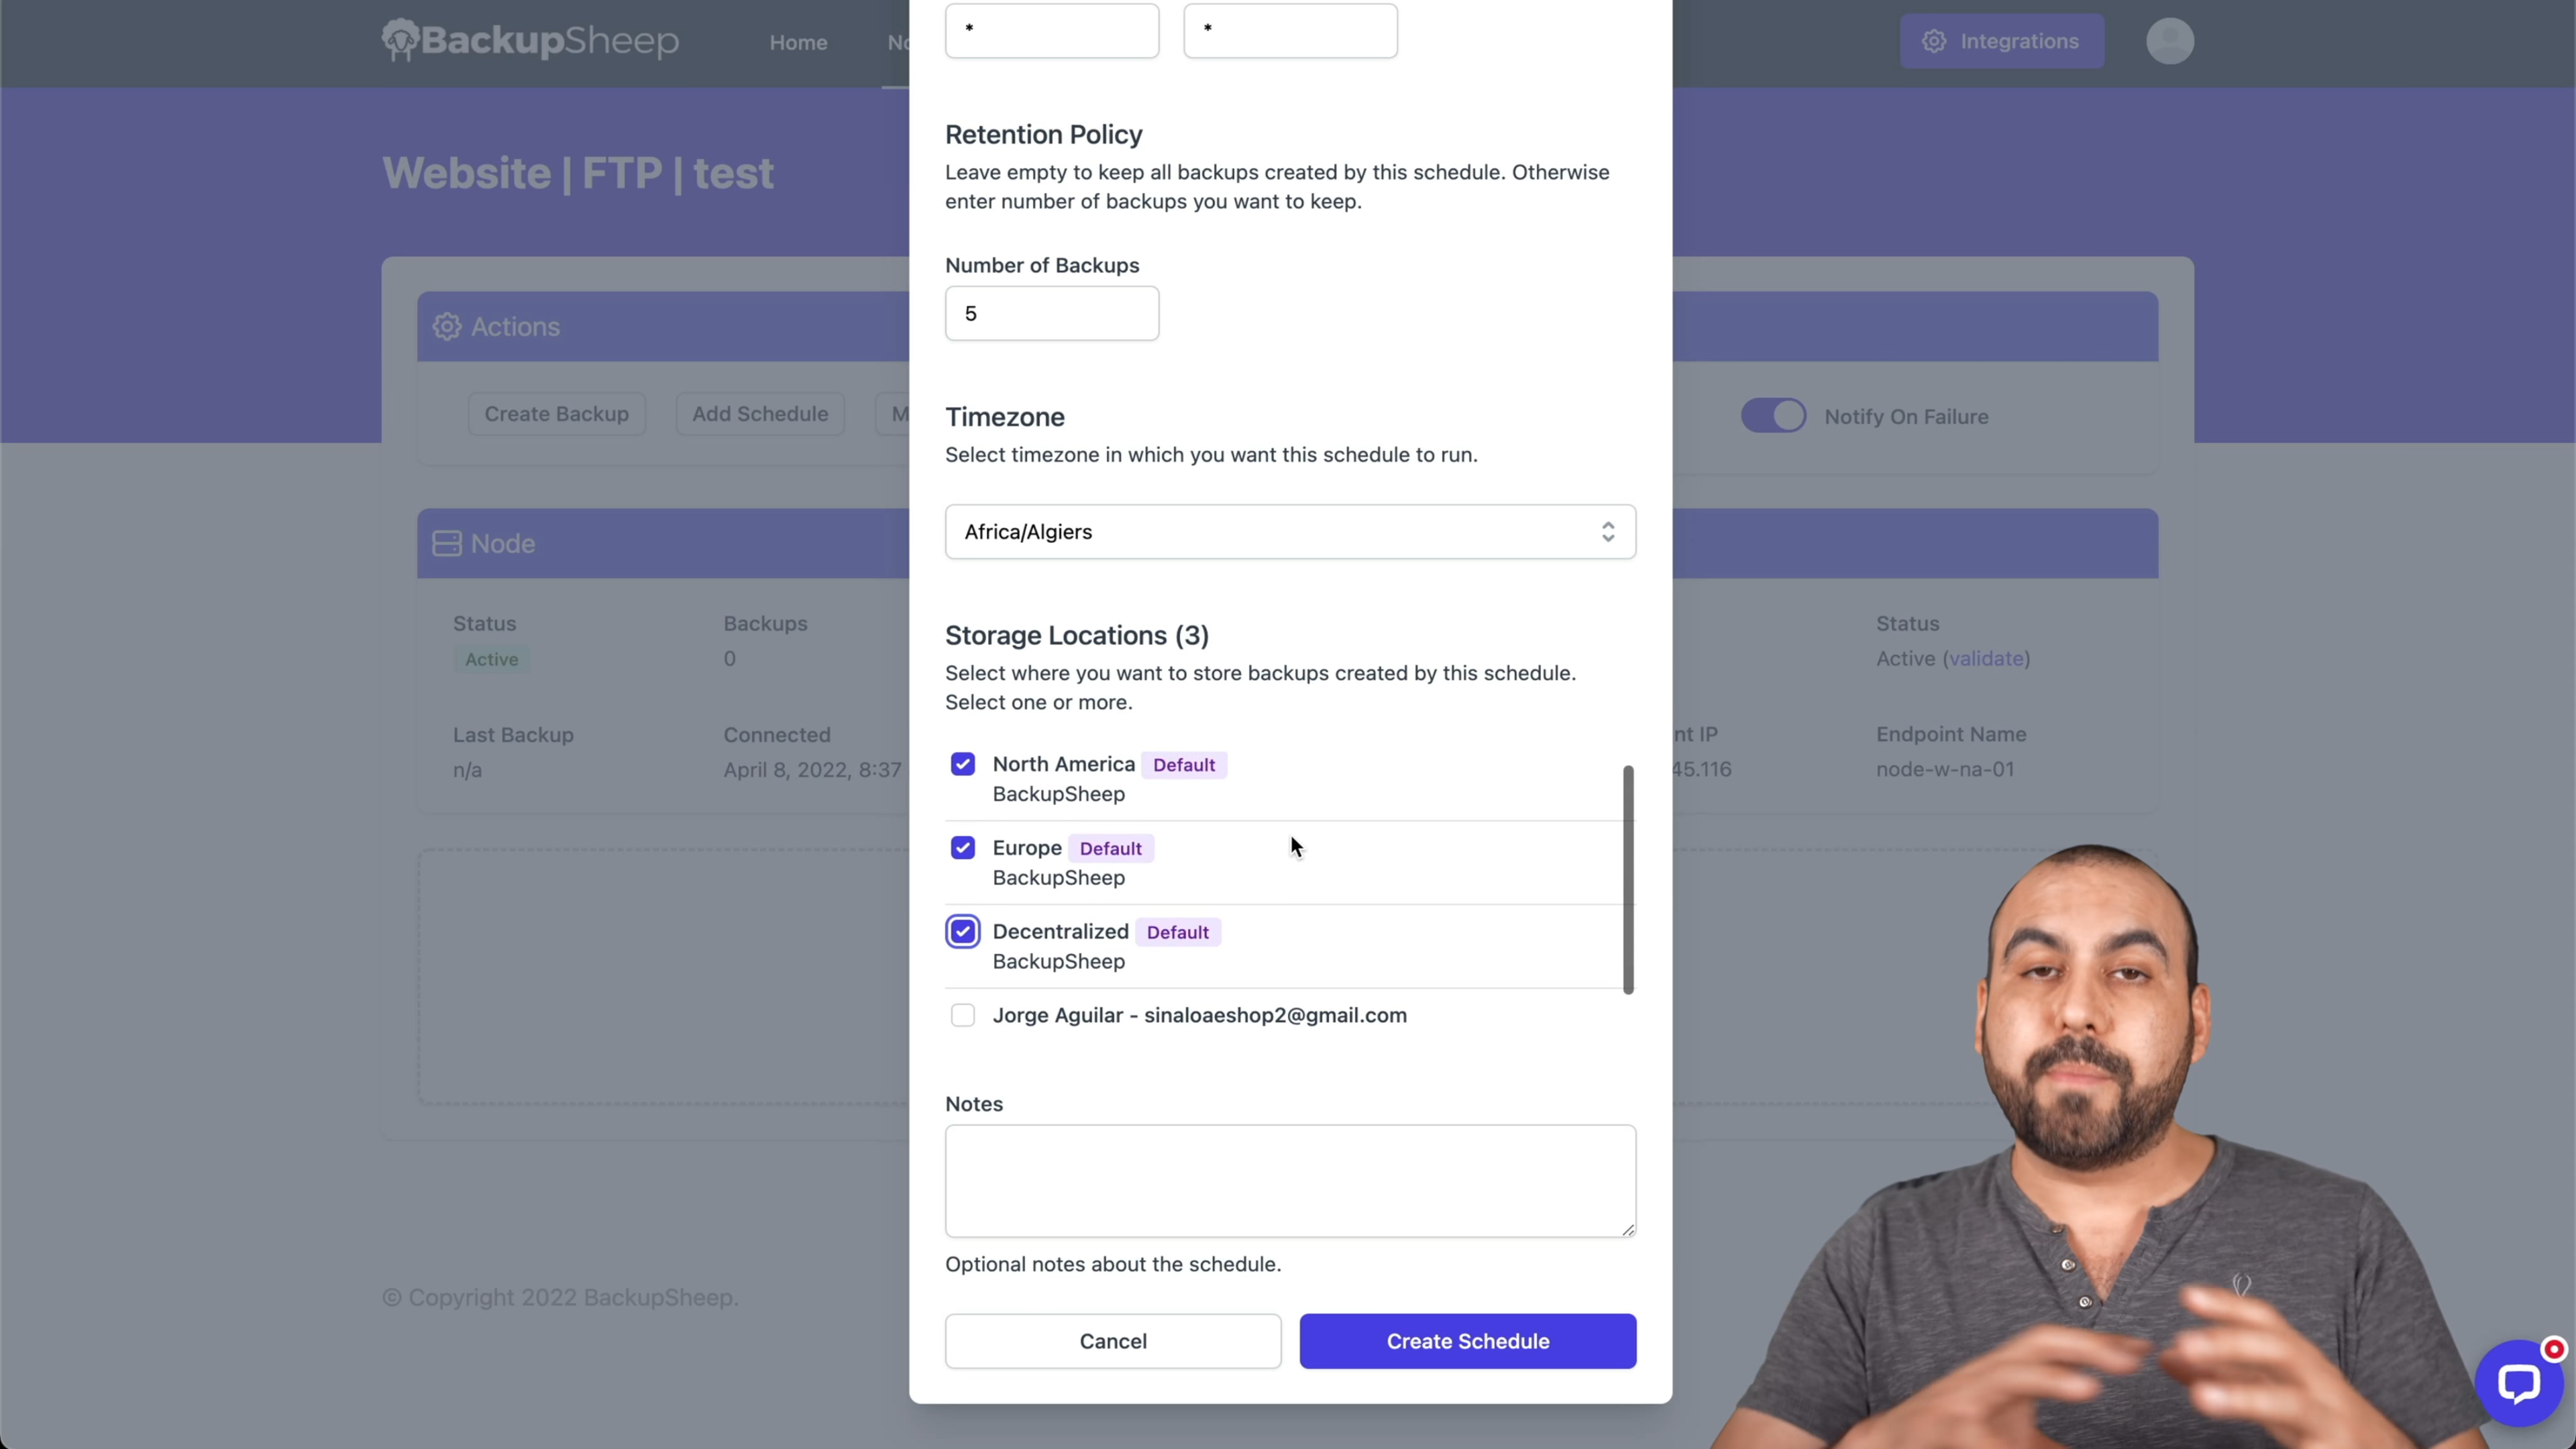 BackupSheep
Home
No
Integrations
*
*
Website | FTP | test
Retention Policy
Leave empty to keep all backups created by this schedule. Otherwise
enter number of backups you want to keep.
Number of Backups
5
Actions
Create Backup
Add Schedule
M
Notify On Failure
Timezone
Select timezone in which you want this schedule to run.
Africa/Algiers
Node
Status
Active
Backups
0
Last Backup
n/a
Connected
April 8, 2022, 8:37
Status
Active (validate)
nt IP
45.116
Endpoint Name
node-w-na-01
Storage Locations (3)
Select where you want to store backups created by this schedule.
Select one or more.
North America Default
BackupSheep
Europe Default
BackupSheep
Decentralized Default
BackupSheep
Jorge Aguilar - sinaloaeshop2@gmail.com
Notes
Optional notes about the schedule.
Cancel
Create Schedule
© Copyright 2022 BackupSheep.